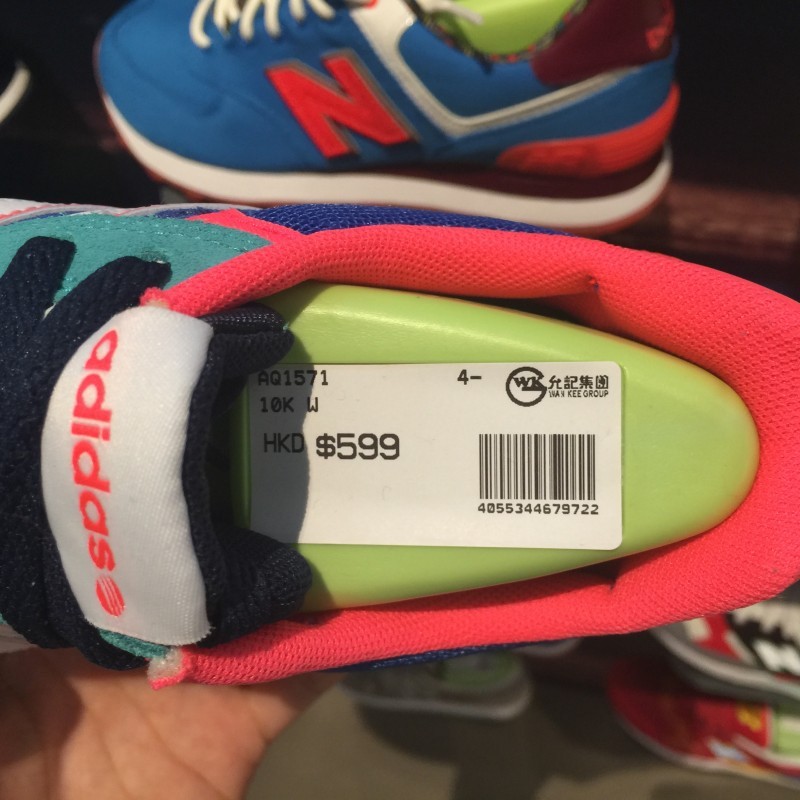 N
adidas
AQ1571 4-
10K W
WK 允記集團
WAN KEE GROUP
HKD $599
4055344679722
N